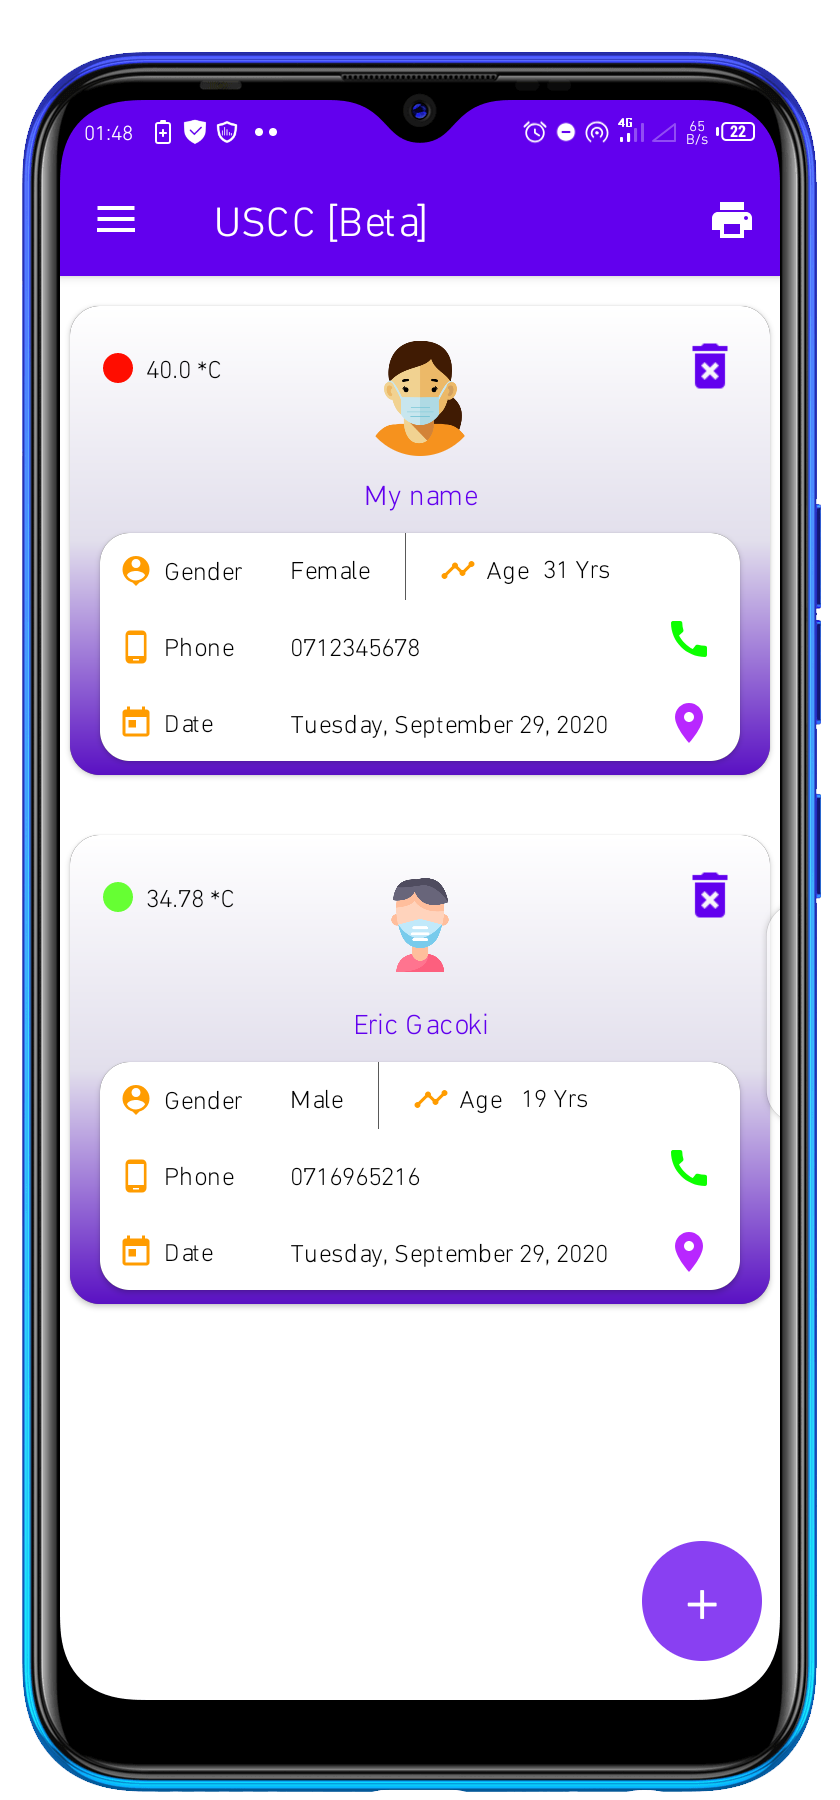 01:48 4G 65 B/s 22
USCC [Beta]
40.0 *C
My name
Gender Female Age 31 Yrs
Phone 0712345678
Date Tuesday, September 29, 2020
34.78 *C
Eric Gacoki
Gender Male Age 19 Yrs
Phone 0716965216
Date Tuesday, September 29, 2020
+